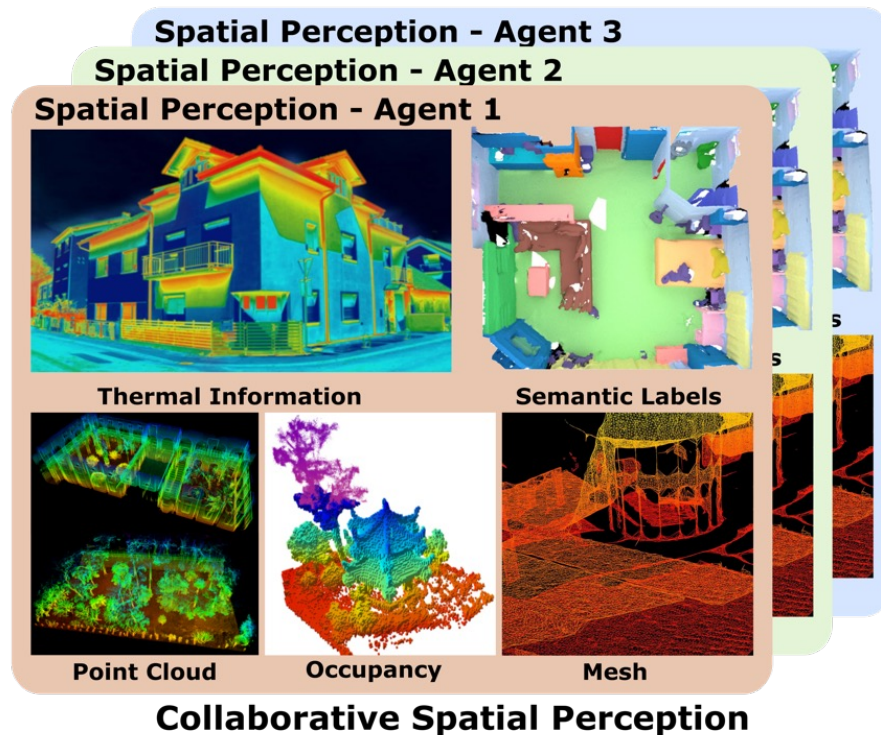 Spatial Perception - Agent 3
Spatial Perception - Agent 2
Spatial Perception - Agent 1
Thermal Information
Semantic Labels
s
s
Point Cloud
Occupancy
Mesh
Collaborative Spatial Perception